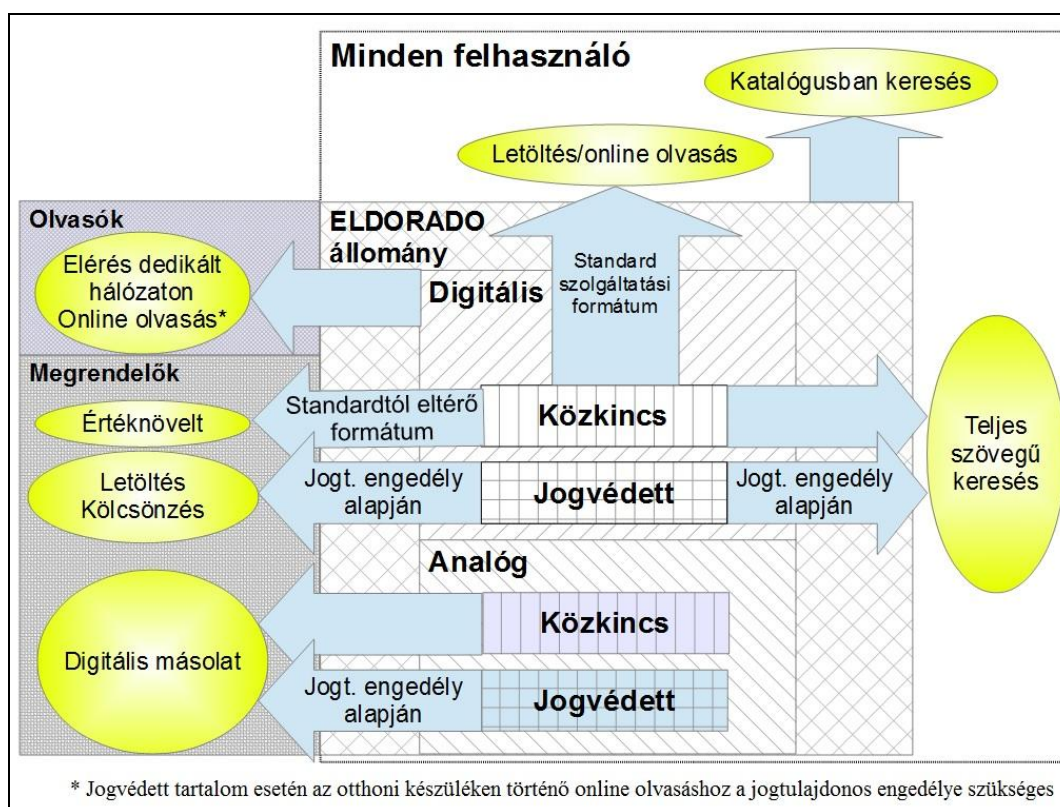 Minden felhasználó
Katalógusban keresés
Letöltés/online olvasás
Olvasók
Elérés dedikált
hálózaton
Online olvasás*
ELDORADO
állomány
Digitális
Standard
szolgáltatási
formátum
Megrendelők
Értéknövelt
Standardtól eltérő
formátum
Közkincs
Letöltés
Kölcsönzés
Jogt. engedély
alapján
Jogvédett
Jogt. engedély
alapján
Teljes
szövegű
keresés
Analóg
Közkincs
Digitális másolat
Jogt. engedély
alapján
Jogvédett
* Jogvédett tartalom esetén az otthoni készüléken történő online olvasáshoz a jogtulajdonos engedélye szükséges